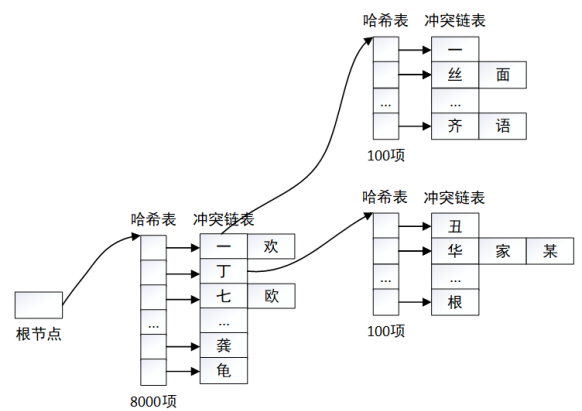 哈希表 冲突链表
一
丝 面
... ...
齐 语
100项
哈希表 冲突链表
丑
华 家 某
... ...
根
100项
哈希表 冲突链表
一 欢
丁
七 欧
... ...
龚
龟
8000项
根节点